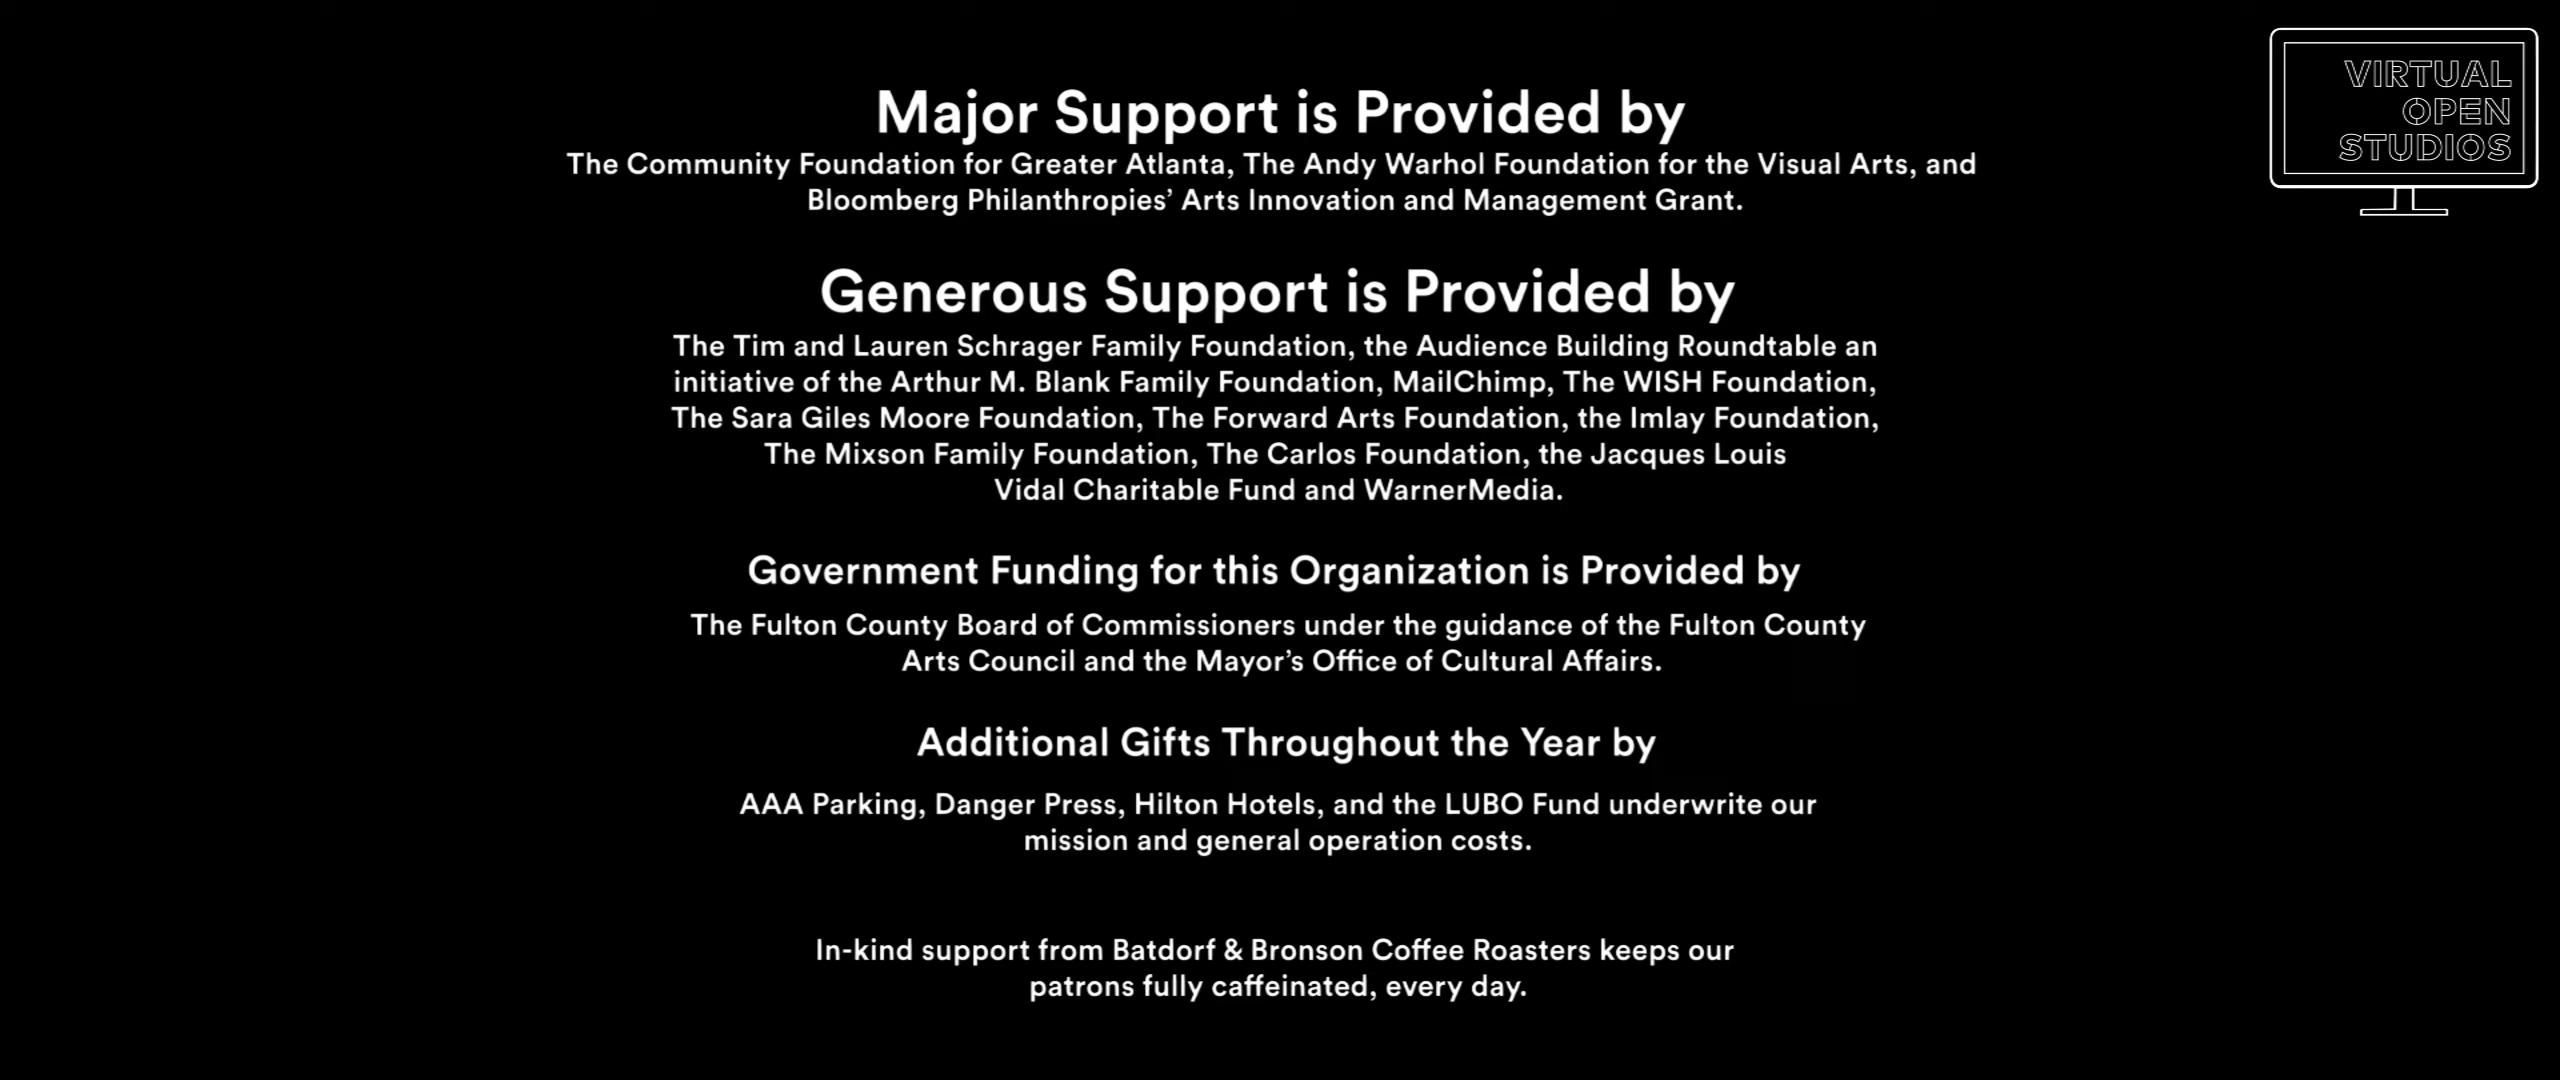 VIRTUAL
OPEN
STUDIOS
Major Support is Provided by
The Community Foundation for Greater Atlanta, The Andy Warhol Foundation for the Visual Arts, and
Bloomberg Philanthropies’ Arts Innovation and Management Grant.
Generous Support is Provided by
The Tim and Lauren Schrager Family Foundation, the Audience Building Roundtable an
initiative of the Arthur M. Blank Family Foundation, MailChimp, The WISH Foundation,
The Sara Giles Moore Foundation, The Forward Arts Foundation, the Imlay Foundation,
The Mixson Family Foundation, The Carlos Foundation, the Jacques Louis
Vidal Charitable Fund and WarnerMedia.
Government Funding for this Organization is Provided by
The Fulton County Board of Commissioners under the guidance of the Fulton County
Arts Council and the Mayor’s Office of Cultural Affairs.
Additional Gifts Throughout the Year by
AAA Parking, Danger Press, Hilton Hotels, and the LUBO Fund underwrite our
mission and general operation costs.
In-kind support from Batdorf & Bronson Coffee Roasters keeps our
patrons fully caffeinated, every day.